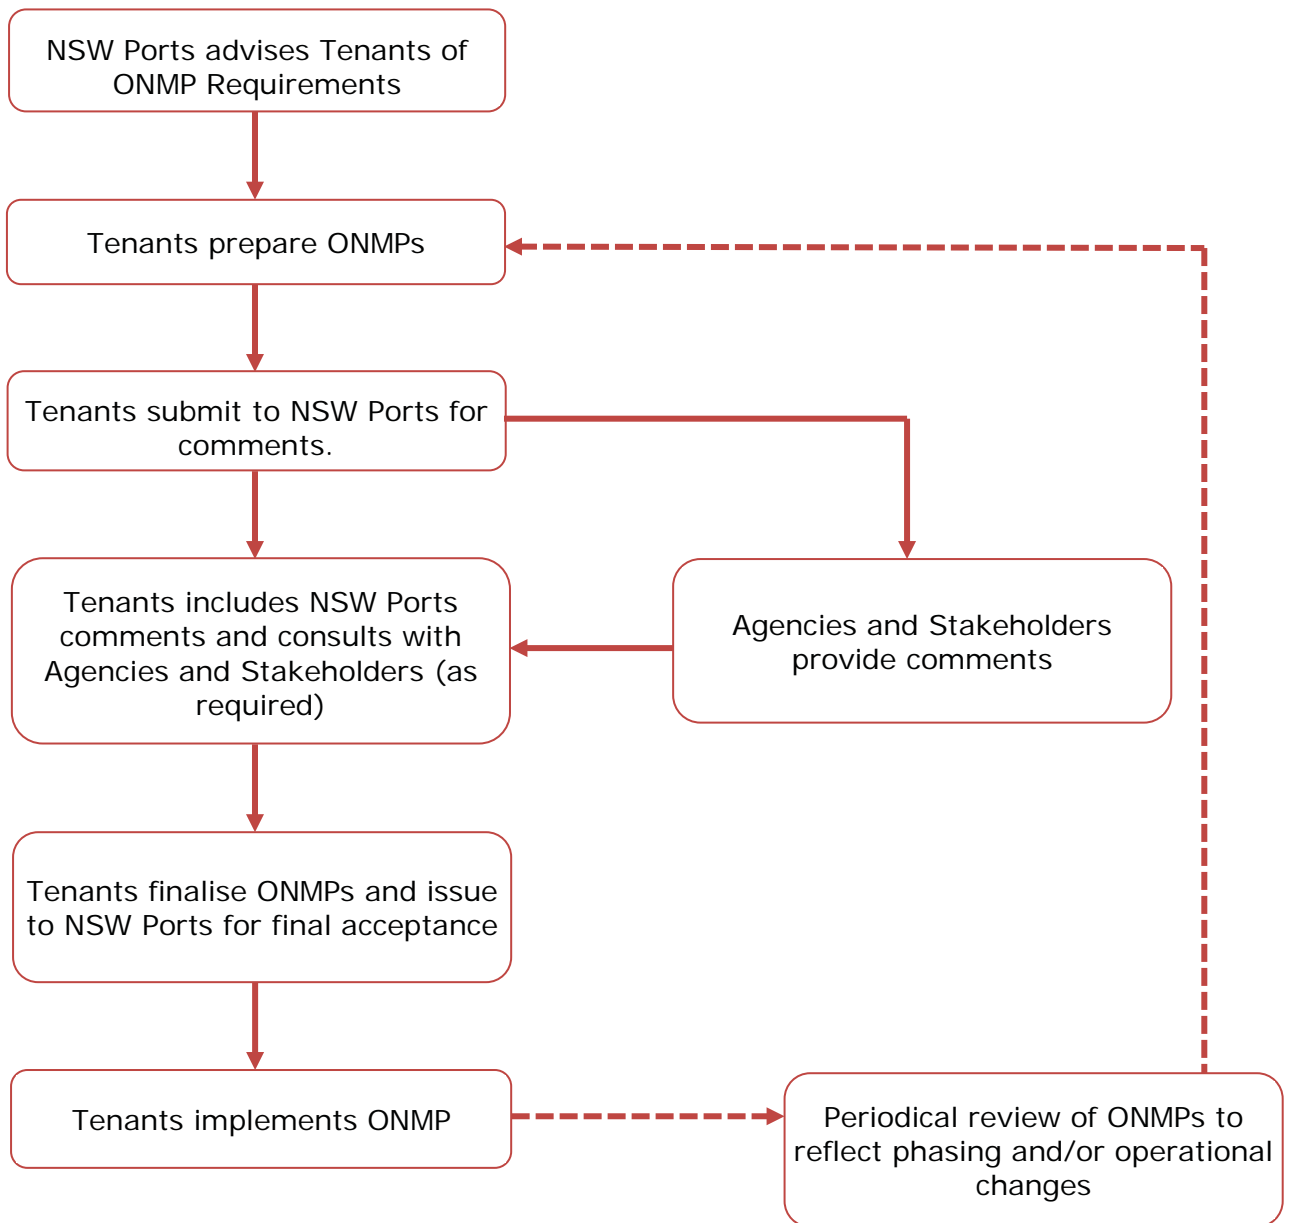 NSW Ports advises Tenants of
ONMP Requirements
Tenants prepare ONMPs
Tenants submit to NSW Ports for
comments.
Tenants includes NSW Ports
comments and consults with
Agencies and Stakeholders (as
required)
Agencies and Stakeholders
provide comments
Tenants finalise ONMPs and issue
to NSW Ports for final acceptance
Tenants implements ONMP
Periodical review of ONMPs to
reflect phasing and/or operational
changes